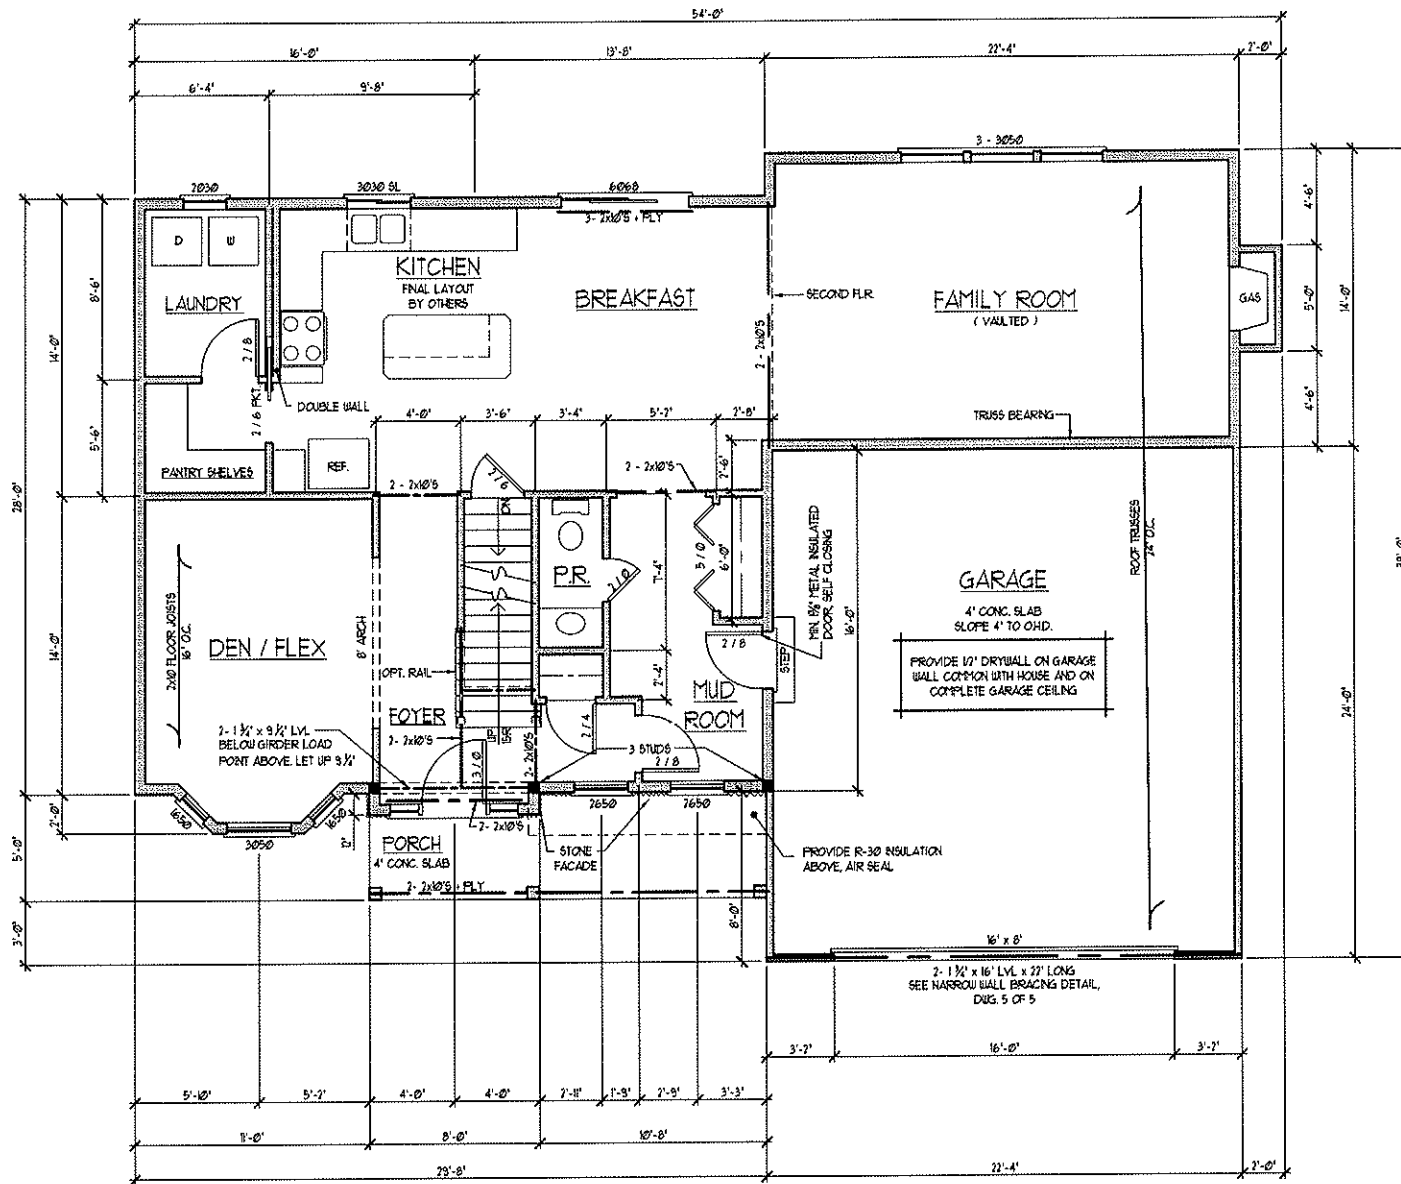 54'-0"
16'-0"
13'-8"
22'-4"
2'-0"
6'-4"
9'-8"
3 - 3050
2030
3030 SL
6068
3- 2x10'S + PLY
D
W
LAUNDRY
KITCHEN
FINAL LAYOUT
BY OTHERS
BREAKFAST
SECOND FLR.
FAMILY ROOM
( VAULTED )
GAS
4'-6"
5'-0"
4'-6"
14'-0"
8'-6"
14'-0"
5'-6"
28'-0"
2 / 8
2 / 6 PKT.
DOUBLE WALL
2 - 2x10'S
4'-0"
3'-6"
3'-4"
5'-2"
2'-8"
TRUSS BEARING
PANTRY SHELVES
REF.
2 - 2x10'S
2 / 6
2 - 2x10'S
2'-6"
DN
P.R.
2 / 0
7'-4"
5 / 0
6'-0"
MIN. 1 3/8" METAL INSULATED
DOOR, SELF CLOSING
16'-0"
ROOF TRUSSES
24" O.C.
GARAGE
4" CONC. SLAB
SLOPE 4" TO O.H.D.
PROVIDE 1/2" DRYWALL ON GARAGE
WALL COMMON WITH HOUSE AND ON
COMPLETE GARAGE CEILING
24'-0"
2x10 FLOOR JOISTS
16" O.C.
DEN / FLEX
8' ARCH
OPT. RAIL
14'-0"
2'-4"
2 / 8
STEP
MUD
ROOM
FOYER
2- 1 3/4" x 9 1/4" LVL
BELOW GIRDER LOAD
POINT ABOVE. LET UP 9 1/2"
2- 2x10'S
UP
15R
3 / 0
2- 2x10'S
2 / 4
3 STUDS
2 / 8
1650
3050
1650
12"
2650
2650
2- 2x10'S
PORCH
4" CONC. SLAB
STONE
FACADE
PROVIDE R-30 INSULATION
ABOVE, AIR SEAL
2- 2x10'S + PLY
2'-0"
5'-0"
3'-0"
8'-0"
16' x 8'
2- 1 3/4" x 16" LVL x 22' LONG
SEE NARROW WALL BRACING DETAIL,
DWG. 5 OF 5
3'-2"
16'-0"
3'-2"
5'-10"
5'-2"
4'-0"
4'-0"
2'-11"
1'-9"
2'-9"
3'-3"
11'-0"
8'-0"
10'-8"
29'-8"
22'-4"
2'-0"